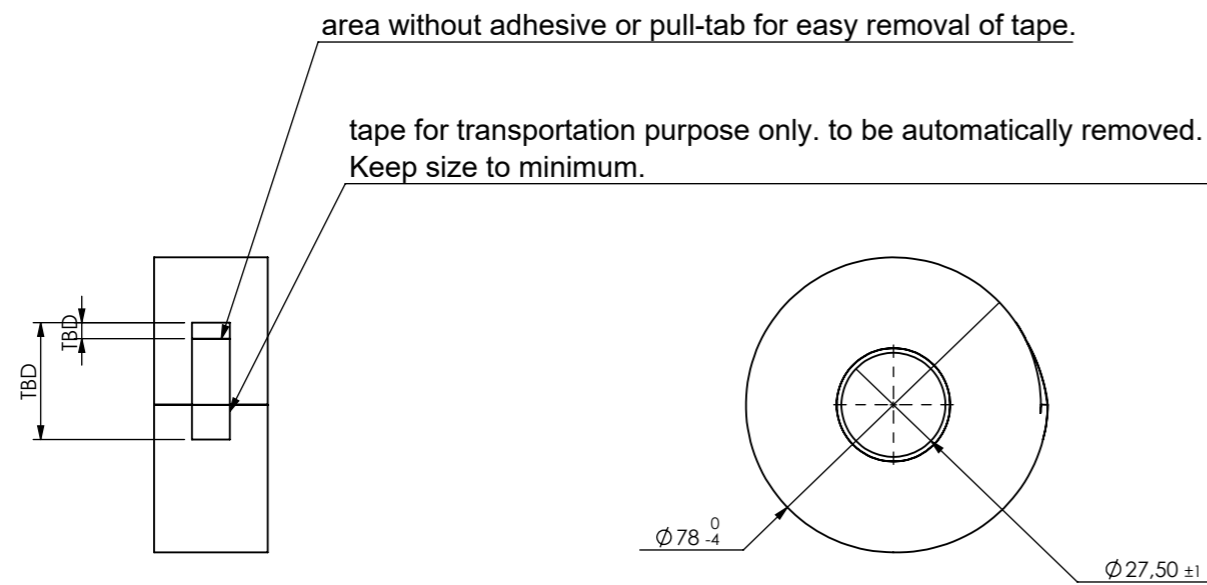 area without adhesive or pull-tab for easy removal of tape.
tape for transportation purpose only. to be automatically removed.
Keep size to minimum.
TBD
TBD
Ø78 0 -4
Ø27,50 ±1